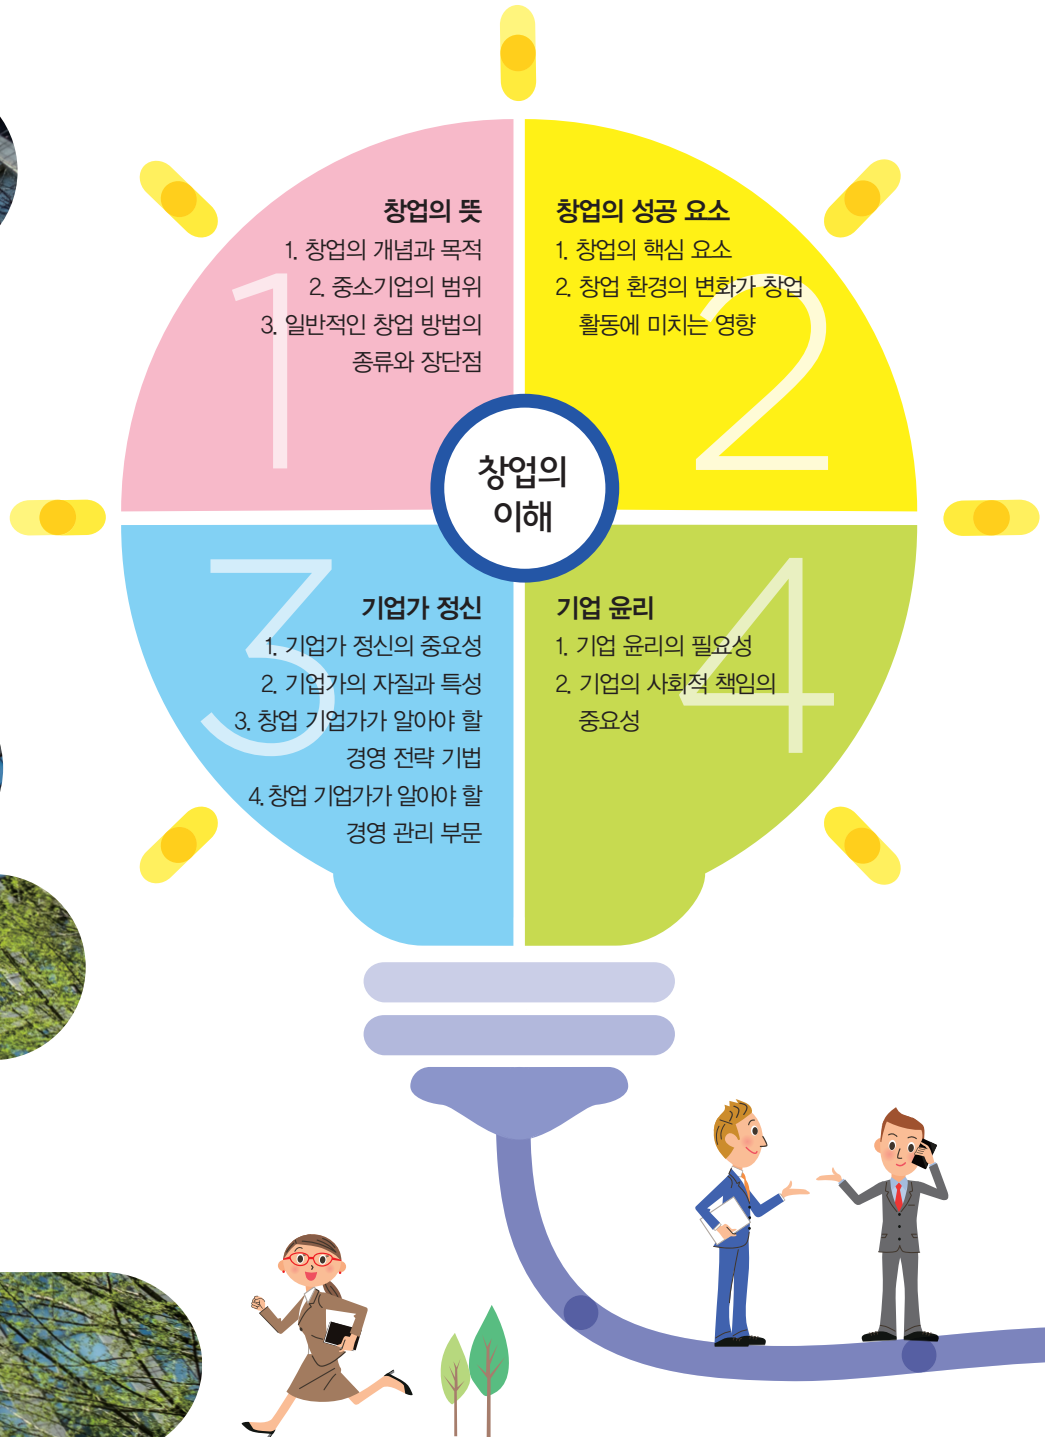 1
창업의 뜻
1. 창업의 개념과 목적
2. 중소기업의 범위
3. 일반적인 창업 방법의
종류와 장단점
2
창업의 성공 요소
1. 창업의 핵심 요소
2. 창업 환경의 변화가 창업
활동에 미치는 영향
창업의
이해
3
기업가 정신
1. 기업가 정신의 중요성
2. 기업가의 자질과 특성
3. 창업 기업가가 알아야 할
경영 전략 기법
4. 창업 기업가가 알아야 할
경영 관리 부문
4
기업 윤리
1. 기업 윤리의 필요성
2. 기업의 사회적 책임의
중요성